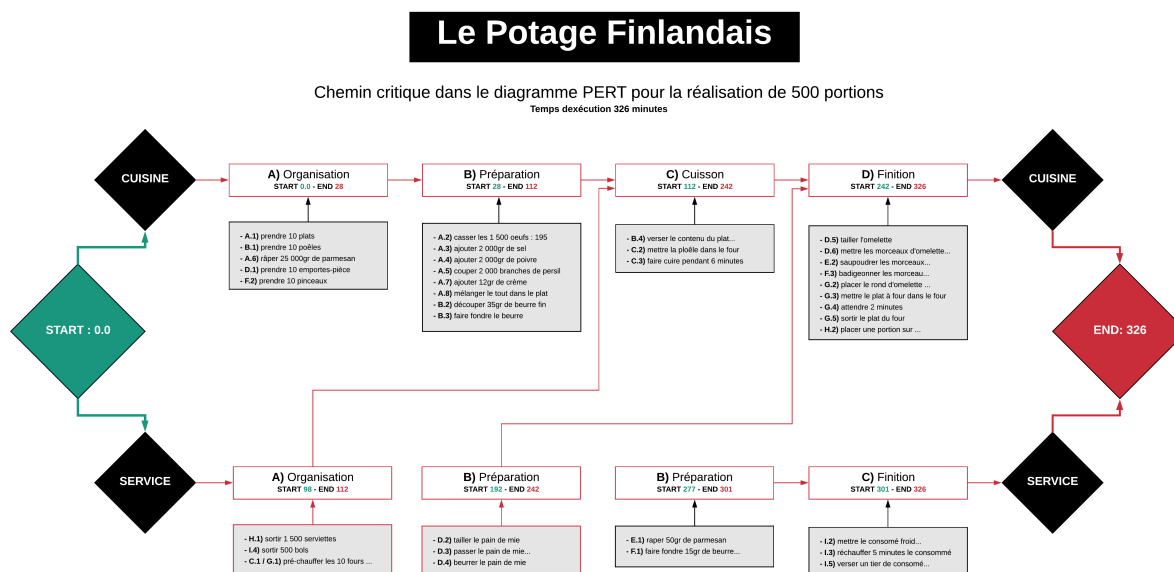 Le Potage Finlandais
Chemin critique dans le diagramme PERT pour la réalisation de 500 portions
Temps dexécution 326 minutes
CUISINE
A) Organisation
START 0.0 - END 28
B) Préparation
START 28 - END 112
C) Cuisson
START 112 - END 242
D) Finition
START 242 - END 326
CUISINE
- A.1) prendre 10 plats
- B.1) prendre 10 poêles
- A.6) râper 25 000gr de parmesan
- D.1) prendre 10 emportes-pièce
- F.2) prendre 10 pinceaux
- A.2) casser les 1 500 oeufs : 195
- A.3) ajouter 2 000gr de sel
- A.4) ajouter 2 000gr de poivre
- A.5) couper 2 000 branches de persil
- A.7) ajouter 12gr de crème
- A.8) mélanger le tout dans le plat
- B.2) découper 35gr de beurre fin
- B.3) faire fondre le beurre
- B.4) verser le contenu du plat...
- C.2) mettre la ploêle dans le four
- C.3) faire cuire pendant 6 minutes
- D.5) tailler l'omelette
- D.6) mettre les morceaux d'omelette...
- E.2) saupoudrer les morceaux...
- F.3) badigeonner les morceau...
- G.2) placer le rond d'omelette ...
- G.3) mettre le plat à four dans le four
- G.4) attendre 2 minutes
- G.5) sortir le plat du four
- H.2) placer une portion sur ...
START : 0.0
END: 326
SERVICE
A) Organisation
START 98 - END 112
B) Préparation
START 192 - END 242
B) Préparation
START 277 - END 301
C) Finition
START 301 - END 326
SERVICE
- H.1) sortir 1 500 serviettes
- I.4) sortir 500 bols
- C.1 / G.1) pré-chauffer les 10 fours ...
- D.2) tailler le pain de mie
- D.3) passer le pain de mie...
- D.4) beurrer le pain de mie
- E.1) raper 50gr de parmesan
- F.1) faire fondre 15gr de beurre...
- I.2) mettre le consomé froid...
- I.3) réchauffer 5 minutes le consommé
- I.5) verser un tier de consomé...